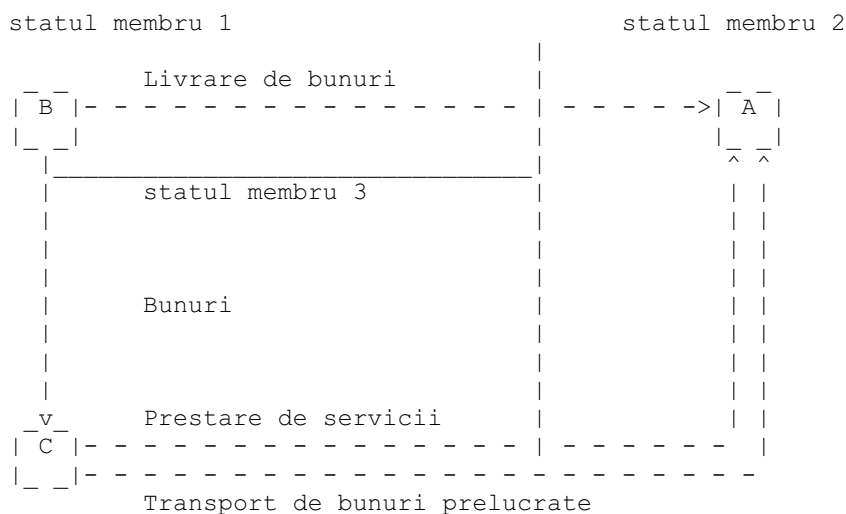 statul membru 1 statul membru 2
Livrare de bunuri
B A
statul membru 3
Bunuri
Prestare de servicii
C
Transport de bunuri prelucrate